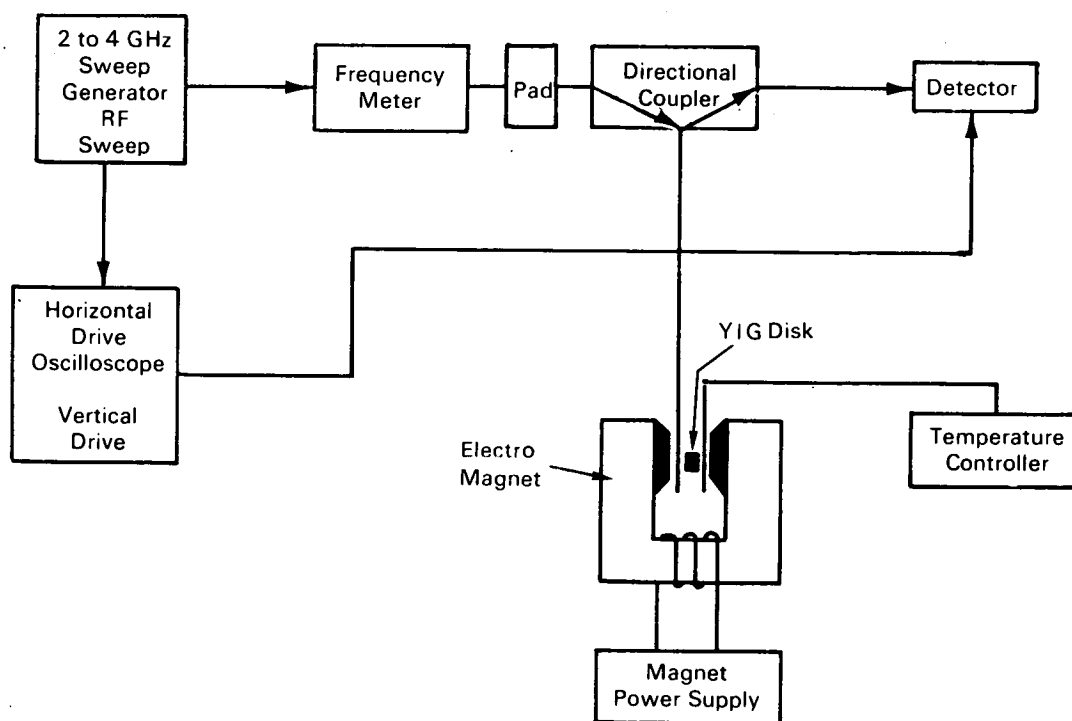 2 to 4 GHz
Sweep
Generator
RF
Sweep
Frequency
Meter
Pad
Directional
Coupler
Detector
Horizontal
Drive
Oscilloscope
Vertical
Drive
YIG Disk
Electro
Magnet
Temperature
Controller
Magnet
Power Supply